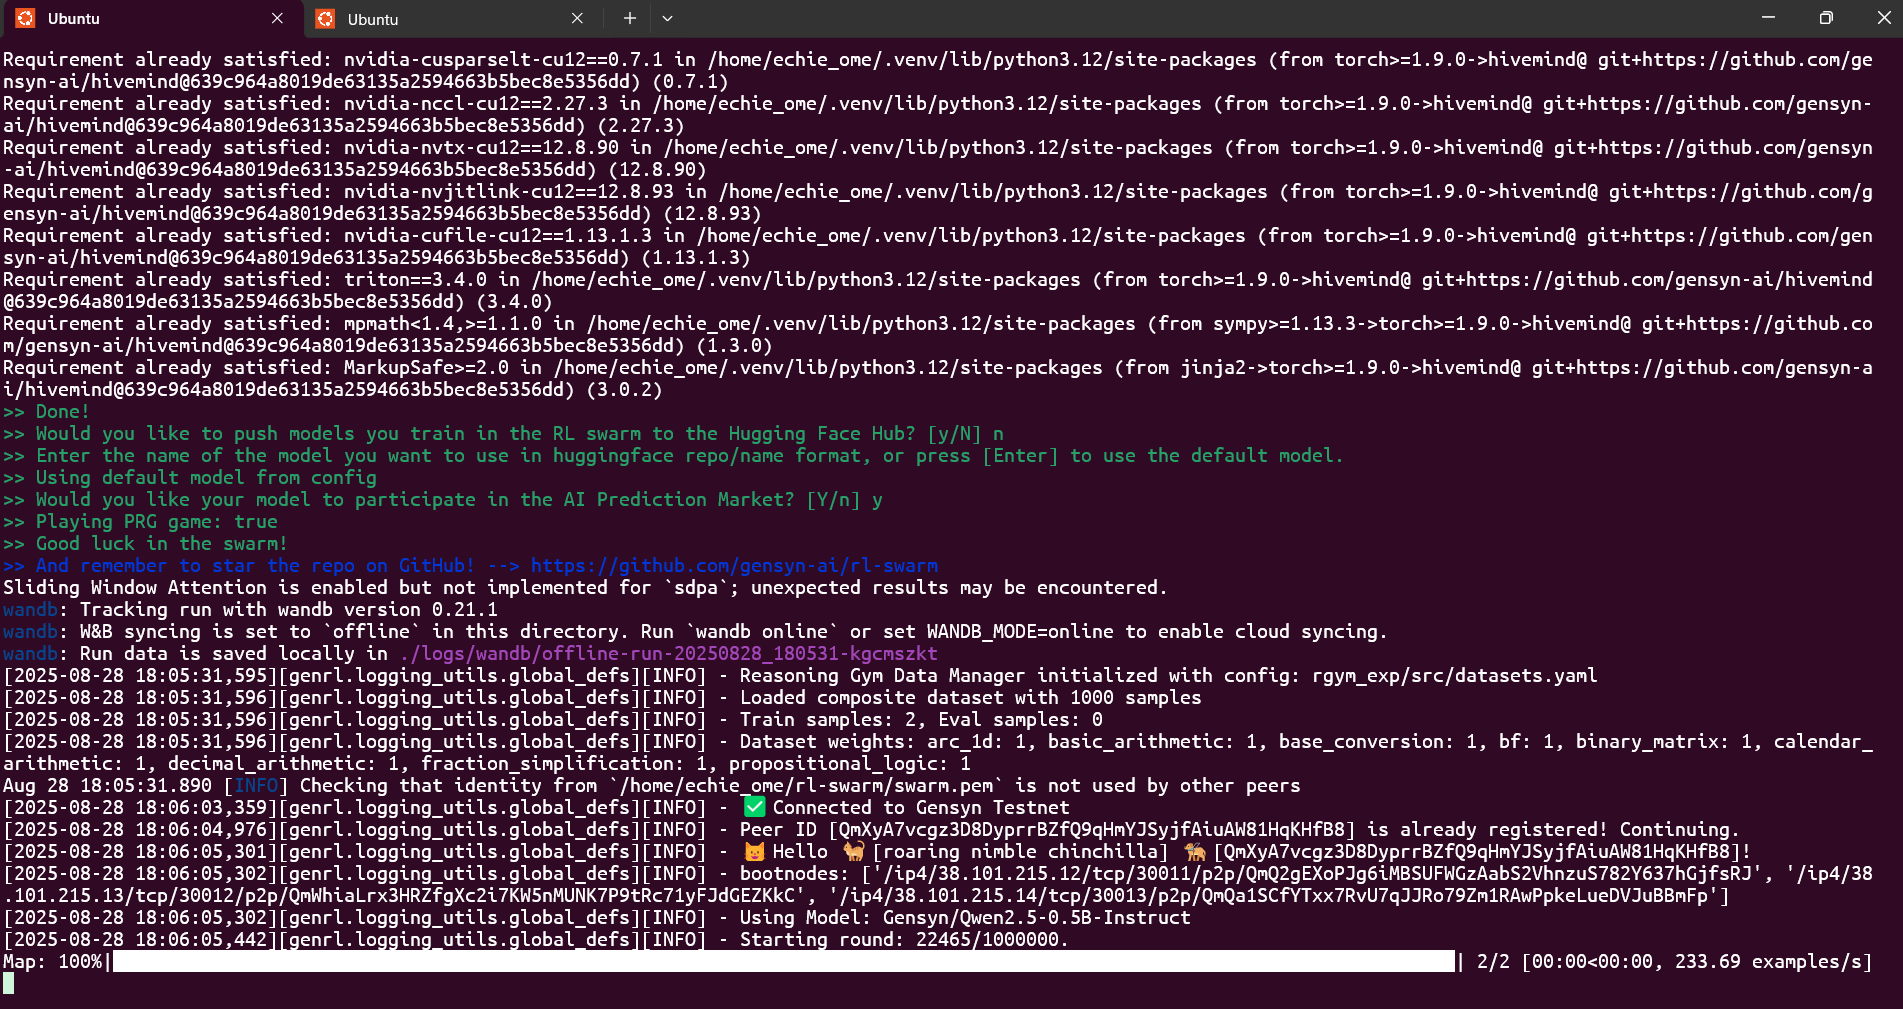 Ubuntu
Ubuntu
Requirement already satisfied: nvidia-cusparselt-cu12==0.7.1 in /home/echie_ome/.venv/lib/python3.12/site-packages (from torch>=1.9.0->hivemind@ git+https://github.com/ge
nsyn-ai/hivemind@639c964a8019de63135a2594663b5bec8e5356dd) (0.7.1)
Requirement already satisfied: nvidia-nccl-cu12==2.27.3 in /home/echie_ome/.venv/lib/python3.12/site-packages (from torch>=1.9.0->hivemind@ git+https://github.com/gensyn-
ai/hivemind@639c964a8019de63135a2594663b5bec8e5356dd) (2.27.3)
Requirement already satisfied: nvidia-nvtx-cu12==12.8.90 in /home/echie_ome/.venv/lib/python3.12/site-packages (from torch>=1.9.0->hivemind@ git+https://github.com/gensyn
-ai/hivemind@639c964a8019de63135a2594663b5bec8e5356dd) (12.8.90)
Requirement already satisfied: nvidia-nvjitlink-cu12==12.8.93 in /home/echie_ome/.venv/lib/python3.12/site-packages (from torch>=1.9.0->hivemind@ git+https://github.com/g
ensyn-ai/hivemind@639c964a8019de63135a2594663b5bec8e5356dd) (12.8.93)
Requirement already satisfied: nvidia-cufile-cu12==1.13.1.3 in /home/echie_ome/.venv/lib/python3.12/site-packages (from torch>=1.9.0->hivemind@ git+https://github.com/gen
syn-ai/hivemind@639c964a8019de63135a2594663b5bec8e5356dd) (1.13.1.3)
Requirement already satisfied: triton==3.4.0 in /home/echie_ome/.venv/lib/python3.12/site-packages (from torch>=1.9.0->hivemind@ git+https://github.com/gensyn-ai/hivemind
@639c964a8019de63135a2594663b5bec8e5356dd) (3.4.0)
Requirement already satisfied: mpmath<1.4,>=1.1.0 in /home/echie_ome/.venv/lib/python3.12/site-packages (from sympy>=1.13.3->torch>=1.9.0->hivemind@ git+https://github.co
m/gensyn-ai/hivemind@639c964a8019de63135a2594663b5bec8e5356dd) (1.3.0)
Requirement already satisfied: MarkupSafe>=2.0 in /home/echie_ome/.venv/lib/python3.12/site-packages (from jinja2->torch>=1.9.0->hivemind@ git+https://github.com/gensyn-a
i/hivemind@639c964a8019de63135a2594663b5bec8e5356dd) (3.0.2)
>> Done!
>> Would you like to push models you train in the RL swarm to the Hugging Face Hub? [y/N] n
>> Enter the name of the model you want to use in huggingface repo/name format, or press [Enter] to use the default model.
>> Using default model from config
>> Would you like your model to participate in the AI Prediction Market? [Y/n] y
>> Playing PRG game: true
>> Good luck in the swarm!
>> And remember to star the repo on GitHub! --> https://github.com/gensyn-ai/rl-swarm
Sliding Window Attention is enabled but not implemented for `sdpa`; unexpected results may be encountered.
wandb: Tracking run with wandb version 0.21.1
wandb: W&B syncing is set to `offline` in this directory. Run `wandb online` or set WANDB_MODE=online to enable cloud syncing.
wandb: Run data is saved locally in ./logs/wandb/offline-run-20250828_180531-kgcmszkt
[2025-08-28 18:05:31,595][genrl.logging_utils.global_defs][INFO] - Reasoning Gym Data Manager initialized with config: rgym_exp/src/datasets.yaml
[2025-08-28 18:05:31,596][genrl.logging_utils.global_defs][INFO] - Loaded composite dataset with 1000 samples
[2025-08-28 18:05:31,596][genrl.logging_utils.global_defs][INFO] - Train samples: 2, Eval samples: 0
[2025-08-28 18:05:31,596][genrl.logging_utils.global_defs][INFO] - Dataset weights: arc_1d: 1, basic_arithmetic: 1, base_conversion: 1, bf: 1, binary_matrix: 1, calendar_
arithmetic: 1, decimal_arithmetic: 1, fraction_simplification: 1, propositional_logic: 1
Aug 28 18:05:31.890 [INFO] Checking that identity from `/home/echie_ome/rl-swarm/swarm.pem` is not used by other peers
[2025-08-28 18:06:03,359][genrl.logging_utils.global_defs][INFO] - ✅ Connected to Gensyn Testnet
[2025-08-28 18:06:04,976][genrl.logging_utils.global_defs][INFO] - Peer ID [QmXyA7vcgz3D8DyprrBZfQ9qHmYJSyjfAiuAW81HqKHfB8] is already registered! Continuing.
[2025-08-28 18:06:05,301][genrl.logging_utils.global_defs][INFO] - 🐱 Hello 🐈 [roaring nimble chinchilla] 🐕‍🦺 [QmXyA7vcgz3D8DyprrBZfQ9qHmYJSyjfAiuAW81HqKHfB8]!
[2025-08-28 18:06:05,302][genrl.logging_utils.global_defs][INFO] - bootnodes: ['/ip4/38.101.215.12/tcp/30011/p2p/QmQ2gEXoPJg6iMBSUFWGzAabS2VhnzuS782Y637hGjfsRJ', '/ip4/38
.101.215.13/tcp/30012/p2p/QmWhiaLrx3HRZfgXc2i7KW5nMUNK7P9tRc71yFJdGEZKkC', '/ip4/38.101.215.14/tcp/30013/p2p/QmQa1SCfYTxx7RvU7qJJRo79Zm1RAwPpkeLueDVJuBBmFp']
[2025-08-28 18:06:05,302][genrl.logging_utils.global_defs][INFO] - Using Model: Gensyn/Qwen2.5-0.5B-Instruct
[2025-08-28 18:06:05,442][genrl.logging_utils.global_defs][INFO] - Starting round: 22465/1000000.
Map: 100%| | 2/2 [00:00<00:00, 233.69 examples/s]